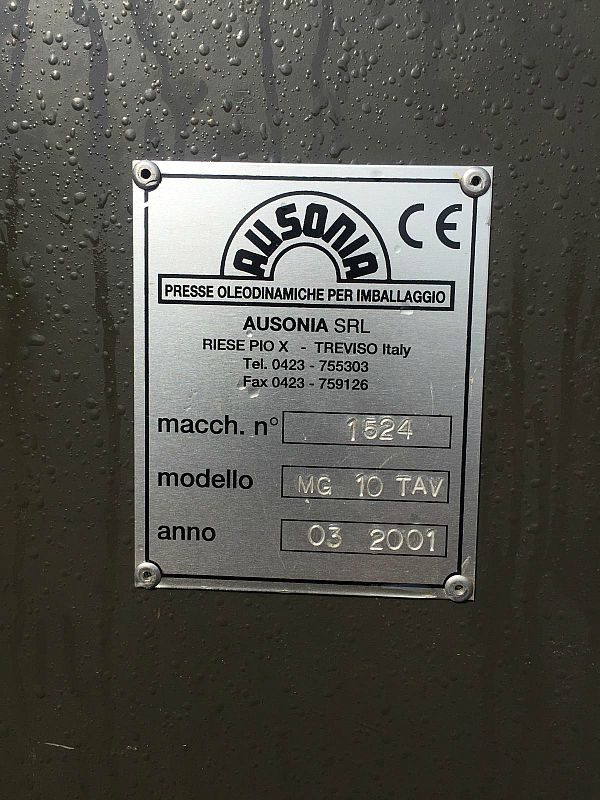 AUSONIA
CE
PRESSE OLEODINAMICHE PER IMBALLAGGIO
AUSONIA SRL
RIESE PIO X - TREVISO Italy
Tel. 0423 - 755303
Fax 0423 - 759126
macch. n° 1524
modello MG 10 TAV
anno 03 2001